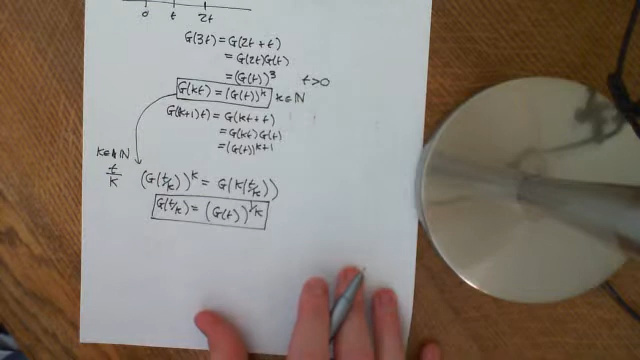 0 t 2t
G(3t) = G(2t + t)
= G(2t)G(t)
= (G(t))^3 t>0
G(kt) = (G(t))^k k∈ℕ
G((k+1)t) = G(kt + t)
= G(kt)G(t)
= (G(t))^{k+1}
k∈ℕ
t/k (G(t/k))^k = G(k(t/k))
G(t/k) = (G(t))^{1/k}